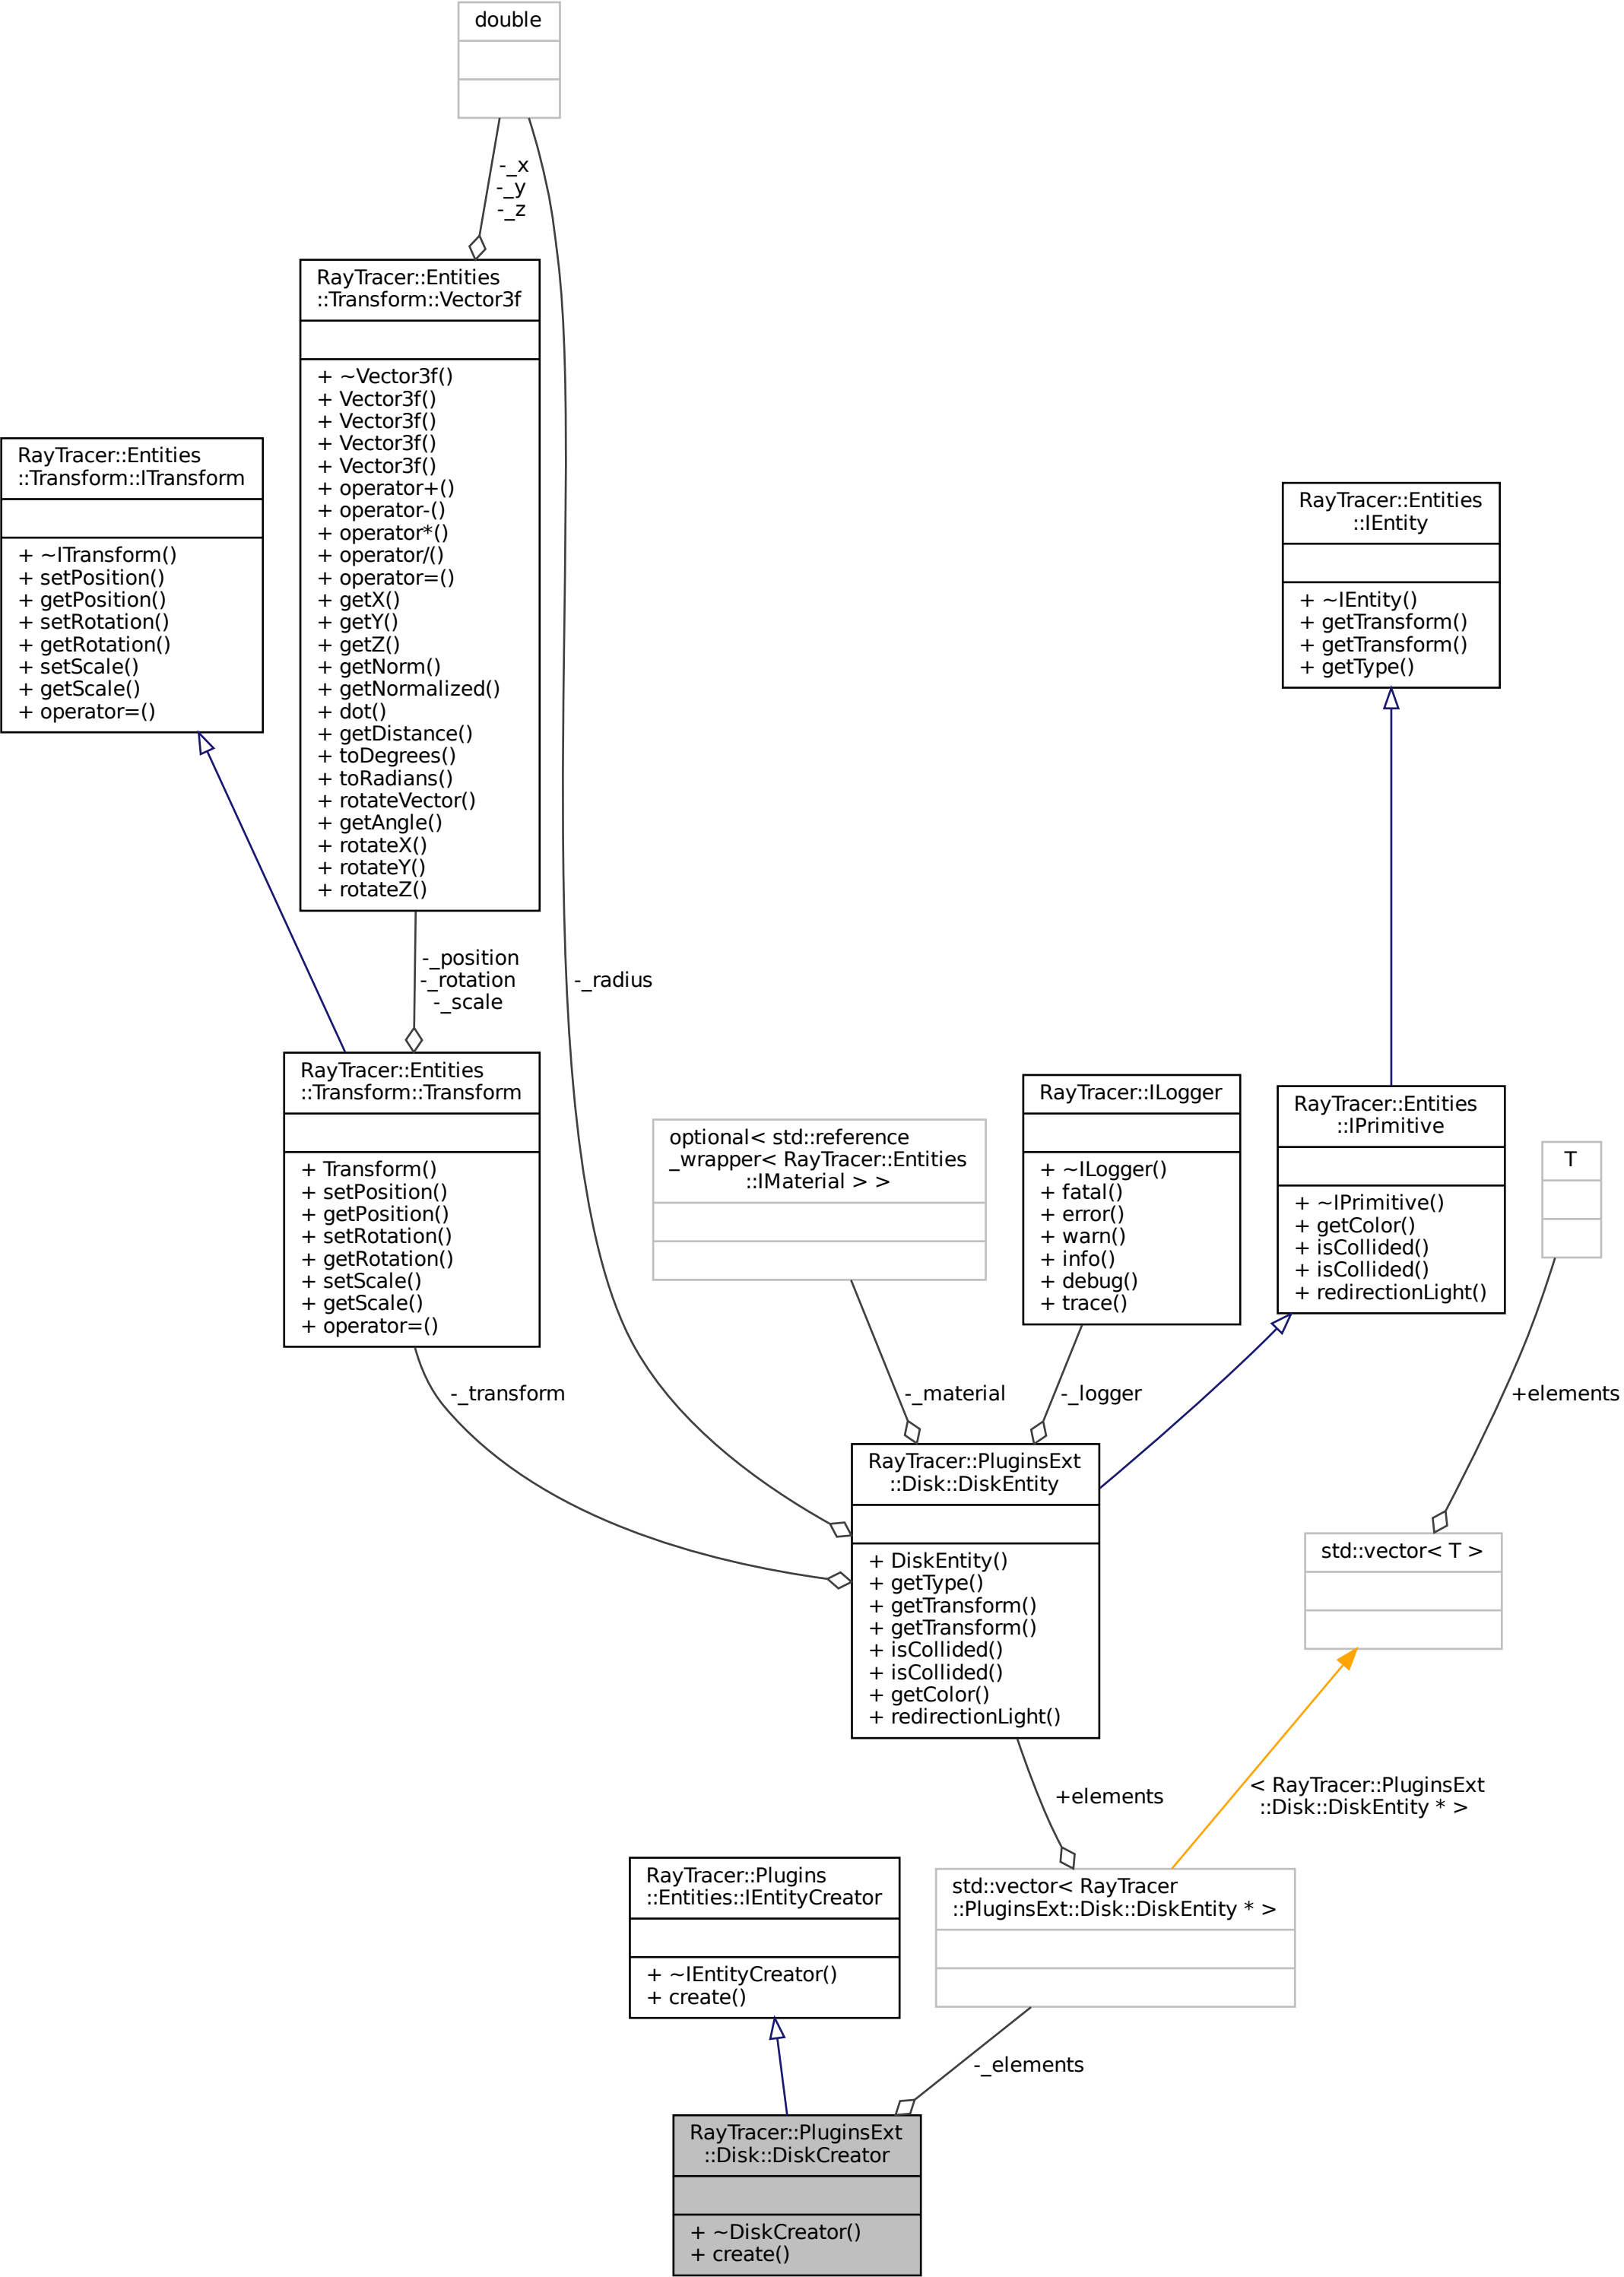 double
-_x
-_y
-_z
RayTracer::Entities
::Transform::Vector3f
+ ~Vector3f()
+ Vector3f()
+ Vector3f()
+ Vector3f()
+ Vector3f()
+ operator+()
+ operator-()
+ operator*()
+ operator/()
+ operator=()
+ getX()
+ getY()
+ getZ()
+ getNorm()
+ getNormalized()
+ dot()
+ getDistance()
+ toDegrees()
+ toRadians()
+ rotateVector()
+ getAngle()
+ rotateX()
+ rotateY()
+ rotateZ()
RayTracer::Entities
::Transform::ITransform
+ ~ITransform()
+ setPosition()
+ getPosition()
+ setRotation()
+ getRotation()
+ setScale()
+ getScale()
+ operator=()
RayTracer::Entities
::IEntity
+ ~IEntity()
+ getTransform()
+ getTransform()
+ getType()
-_position
-_rotation
-_scale
-_radius
RayTracer::Entities
::Transform::Transform
+ Transform()
+ setPosition()
+ getPosition()
+ setRotation()
+ getRotation()
+ setScale()
+ getScale()
+ operator=()
optional< std::reference
_wrapper< RayTracer::Entities
::IMaterial > >
RayTracer::ILogger
+ ~ILogger()
+ fatal()
+ error()
+ warn()
+ info()
+ debug()
+ trace()
RayTracer::Entities
::IPrimitive
+ ~IPrimitive()
+ getColor()
+ isCollided()
+ isCollided()
+ redirectionLight()
T
-_transform
-_material
-_logger
+elements
RayTracer::PluginsExt
::Disk::DiskEntity
+ DiskEntity()
+ getType()
+ getTransform()
+ getTransform()
+ isCollided()
+ isCollided()
+ getColor()
+ redirectionLight()
std::vector< T >
+elements
< RayTracer::PluginsExt
::Disk::DiskEntity * >
RayTracer::Plugins
::Entities::IEntityCreator
+ ~IEntityCreator()
+ create()
std::vector< RayTracer
::PluginsExt::Disk::DiskEntity * >
-_elements
RayTracer::PluginsExt
::Disk::DiskCreator
+ ~DiskCreator()
+ create()